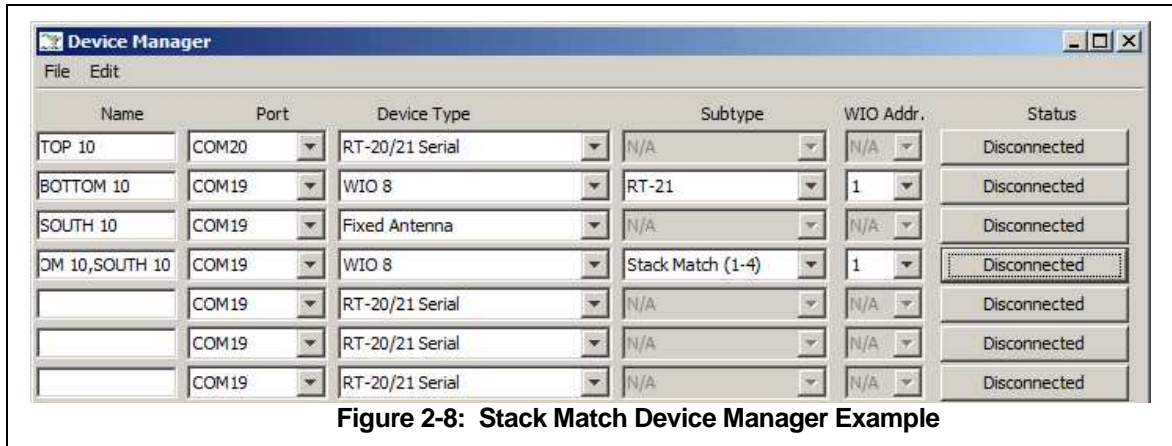 Device Manager
File Edit
Name Port Device Type Subtype WIO Addr. Status
TOP 10 COM20 RT-20/21 Serial N/A N/A Disconnected
BOTTOM 10 COM19 WIO 8 RT-21 1 Disconnected
SOUTH 10 COM19 Fixed Antenna N/A N/A Disconnected
OM 10,SOUTH 10 COM19 WIO 8 Stack Match (1-4) 1 Disconnected
COM19 RT-20/21 Serial N/A N/A Disconnected
COM19 RT-20/21 Serial N/A N/A Disconnected
COM19 RT-20/21 Serial N/A N/A Disconnected
Figure 2-8: Stack Match Device Manager Example